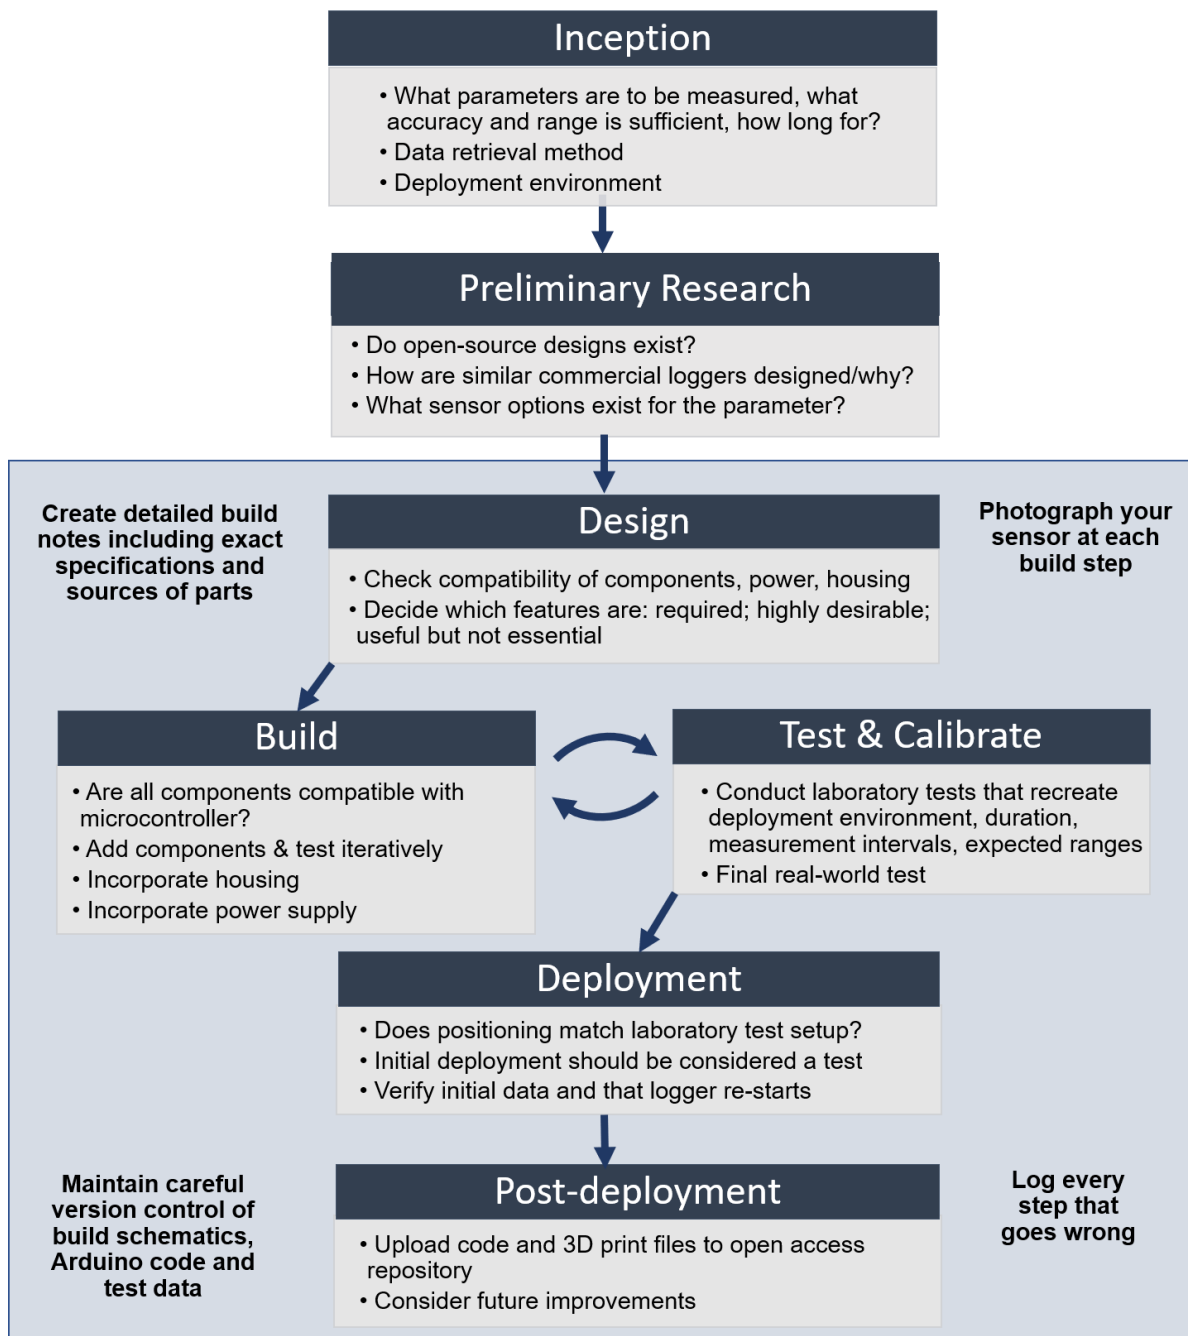 Inception
• What parameters are to be measured, what
accuracy and range is sufficient, how long for?
• Data retrieval method
• Deployment environment
Preliminary Research
• Do open-source designs exist?
• How are similar commercial loggers designed/why?
• What sensor options exist for the parameter?
Create detailed build
notes including exact
specifications and
sources of parts
Photograph your
sensor at each
build step
Design
• Check compatibility of components, power, housing
• Decide which features are: required; highly desirable;
useful but not essential
Build
• Are all components compatible with
microcontroller?
• Add components & test iteratively
• Incorporate housing
• Incorporate power supply
Test & Calibrate
• Conduct laboratory tests that recreate
deployment environment, duration,
measurement intervals, expected ranges
• Final real-world test
Deployment
• Does positioning match laboratory test setup?
• Initial deployment should be considered a test
• Verify initial data and that logger re-starts
Maintain careful
version control of
build schematics,
Arduino code and
test data
Post-deployment
• Upload code and 3D print files to open access
repository
• Consider future improvements
Log every
step that
goes wrong